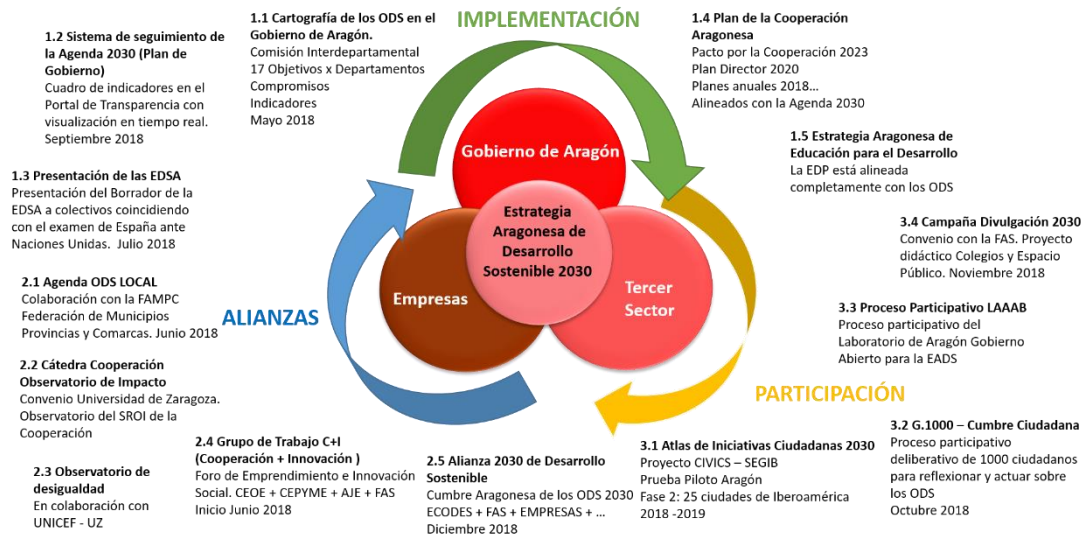 IMPLEMENTACIÓN
1.1 Cartografía de los ODS en el
Gobierno de Aragón.
Comisión Interdepartamental
17 Objetivos x Departamentos
Compromisos
Indicadores
Mayo 2018
1.2 Sistema de seguimiento de
la Agenda 2030 (Plan de
Gobierno)
Cuadro de indicadores en el
Portal de Transparencia con
visualización en tiempo real.
Septiembre 2018
1.3 Presentación de las EDSA
Presentación del Borrador de la
EDSA a colectivos coincidiendo
con el examen de España ante
Naciones Unidas.  Julio 2018
1.4 Plan de la Cooperación
Aragonesa
Pacto por la Cooperación 2023
Plan Director 2020
Planes anuales 2018...
Alineados con la Agenda 2030
1.5 Estrategia Aragonesa de
Educación para el Desarrollo
La EDP está alineada
completamente con los ODS
Gobierno de Aragón
Estrategia
Aragonesa de
Desarrollo
Sostenible 2030
Empresas
Tercer
Sector
ALIANZAS
2.1 Agenda ODS LOCAL
Colaboración con la FAMPC
Federación de Municipios
Provincias y Comarcas. Junio 2018
2.2 Cátedra Cooperación
Observatorio de Impacto
Convenio Universidad de Zaragoza.
Observatorio del SROI de la
Cooperación
2.3 Observatorio de
desigualdad
En colaboración con
UNICEF - UZ
2.4 Grupo de Trabajo C+I
(Cooperación + Innovación )
Foro de Emprendimiento e Innovación
Social. CEOE + CEPYME + AJE + FAS
Inicio Junio 2018
2.5 Alianza 2030 de Desarrollo
Sostenible
Cumbre Aragonesa de los ODS 2030
ECODES + FAS + EMPRESAS + ...
Diciembre 2018
PARTICIPACIÓN
3.1 Atlas de Iniciativas Ciudadanas 2030
Proyecto CIVICS – SEGIB
Prueba Piloto Aragón
Fase 2: 25 ciudades de Iberoamérica
2018 -2019
3.2 G.1000 – Cumbre Ciudadana
Proceso participativo
deliberativo de 1000 ciudadanos
para reflexionar y actuar sobre
los ODS
Octubre 2018
3.3 Proceso Participativo LAAAB
Proceso participativo del
Laboratorio de Aragón Gobierno
Abierto para la EADS
3.4 Campaña Divulgación 2030
Convenio con la FAS. Proyecto
didáctico Colegios y Espacio
Público. Noviembre 2018